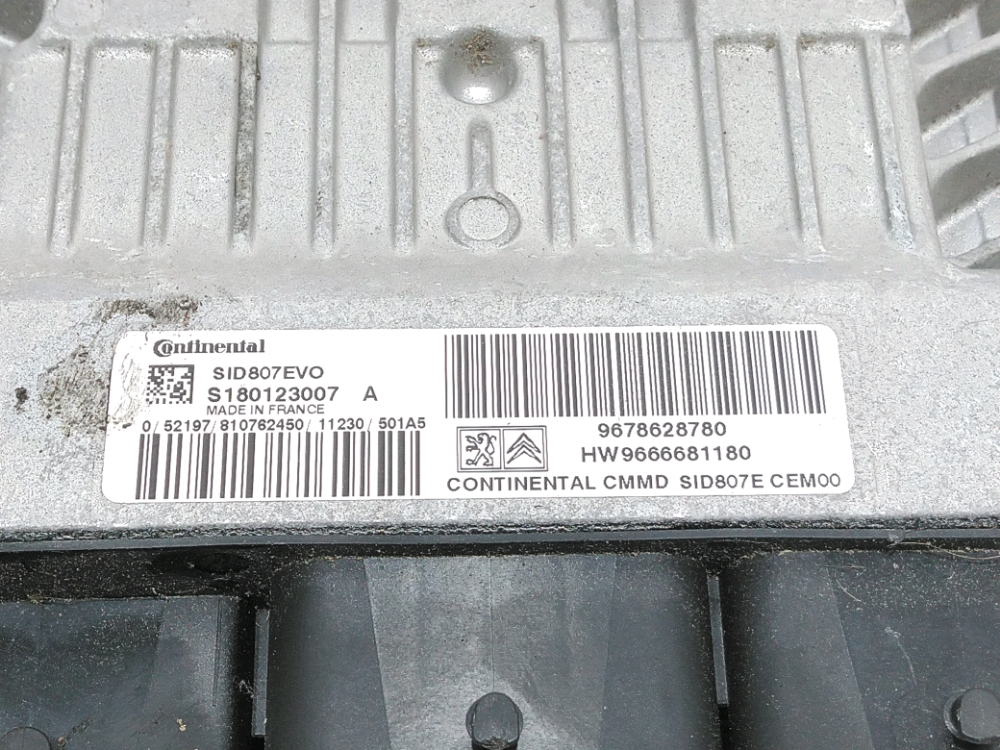 Continental
SID807EVO
S180123007 A
MADE IN FRANCE
0/52197/810762450/11230/501A5
9678628780
HW9666681180
CONTINENTAL CMMD SID807E CEM00